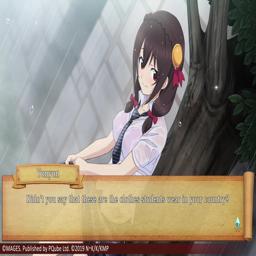 Yunyun
Didn't you say that these are the clothes students wear in your country?
©MAGES. Published by PQube Ltd. ©2019 N･K/K/KMP